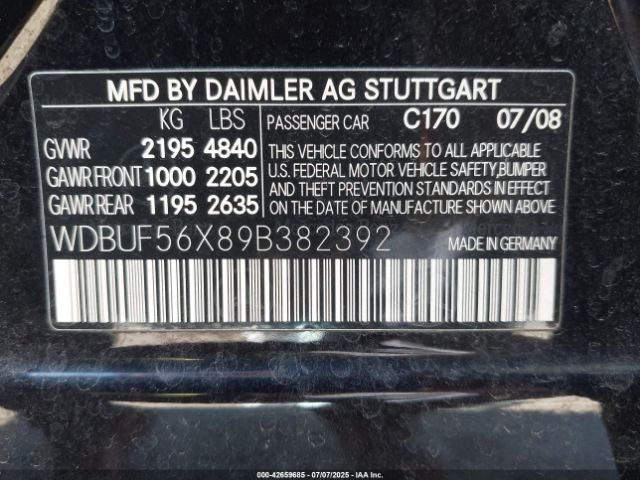 MFD BY DAIMLER AG STUTTGART
KG LBS PASSENGER CAR C170 07/08
GVWR 2195 4840
GAWR FRONT 1000 2205
GAWR REAR 1195 2635
THIS VEHICLE CONFORMS TO ALL APPLICABLE
U.S. FEDERAL MOTOR VEHICLE SAFETY,BUMPER
AND THEFT PREVENTION STANDARDS IN EFFECT
ON THE DATE OF MANUFACTURE SHOWN ABOVE
WDBUF56X89B382392 MADE IN GERMANY
000-42659685 - 07/07/2025 - IAA Inc.